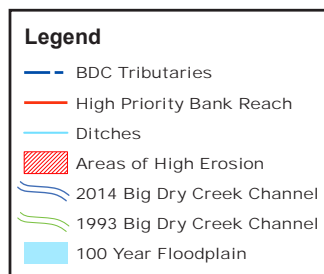 Legend
BDC Tributaries
High Priority Bank Reach
Ditches
Areas of High Erosion
2014 Big Dry Creek Channel
1993 Big Dry Creek Channel
100 Year Floodplain